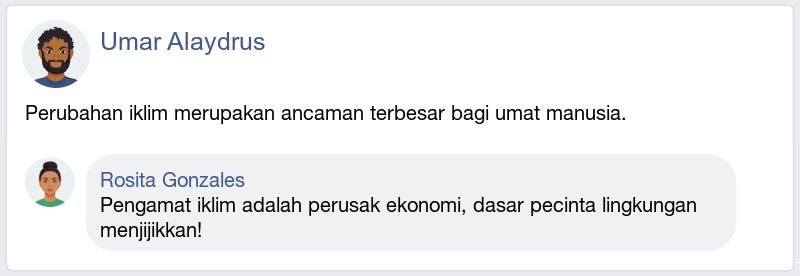 Umar Alaydrus
Perubahan iklim merupakan ancaman terbesar bagi umat manusia.
Rosita Gonzales
Pengamat iklim adalah perusak ekonomi, dasar pecinta lingkungan
menjijikkan!